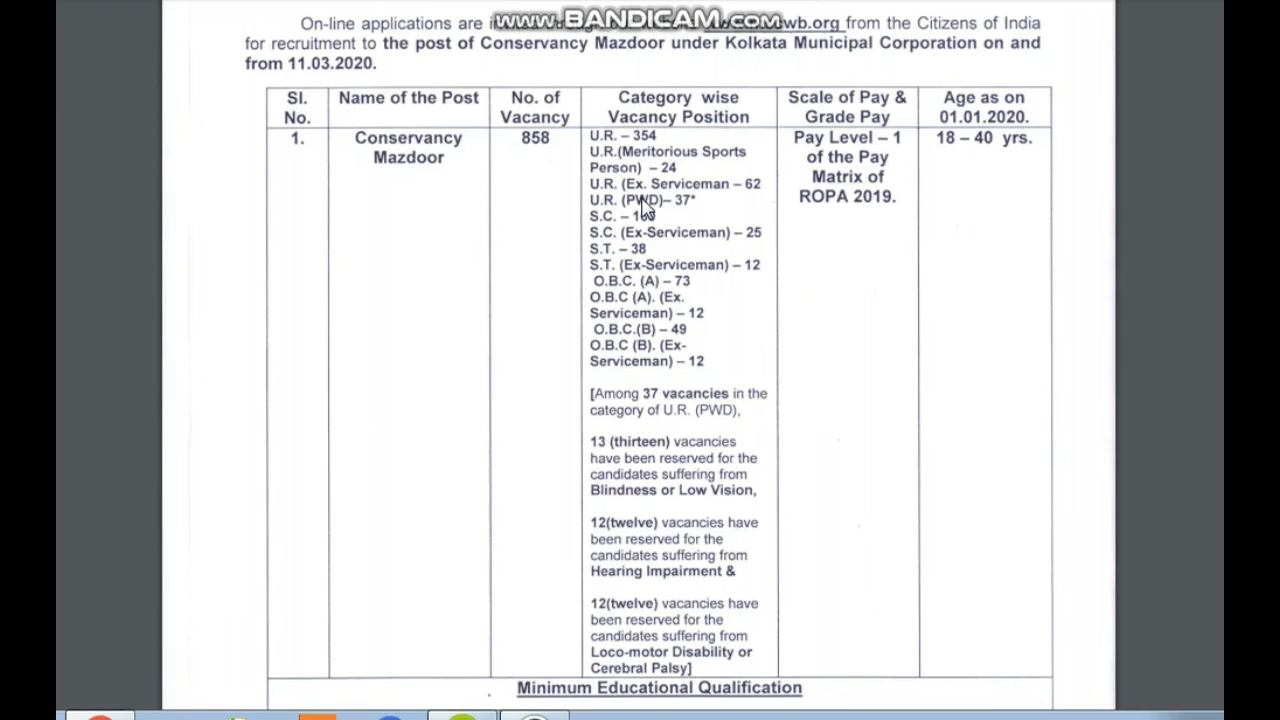 www.BANDICAM.com
On-line applications are wb.org from the Citizens of India
for recruitment to the post of Conservancy Mazdoor under Kolkata Municipal Corporation on and
from 11.03.2020.
Sl. No.
Name of the Post
No. of Vacancy
Category wise Vacancy Position
Scale of Pay & Grade Pay
Age as on 01.01.2020.
1.
Conservancy
Mazdoor
858
U.R. – 354
U.R.(Meritorious Sports
Person) – 24
U.R. (Ex. Serviceman – 62
U.R. (PWD)– 37*
S.C. –
S.C. (Ex-Serviceman) – 25
S.T. – 38
S.T. (Ex-Serviceman) – 12
O.B.C. (A) – 73
O.B.C (A). (Ex.
Serviceman) – 12
O.B.C.(B) – 49
O.B.C (B). (Ex-
Serviceman) – 12
[Among 37 vacancies in the
category of U.R. (PWD),
13 (thirteen) vacancies
have been reserved for the
candidates suffering from
Blindness or Low Vision,
12(twelve) vacancies have
been reserved for the
candidates suffering from
Hearing Impairment &
12(twelve) vacancies have
been reserved for the
candidates suffering from
Loco-motor Disability or
Cerebral Palsy]
Pay Level – 1
of the Pay
Matrix of
ROPA 2019.
18 – 40 yrs.
Minimum Educational Qualification